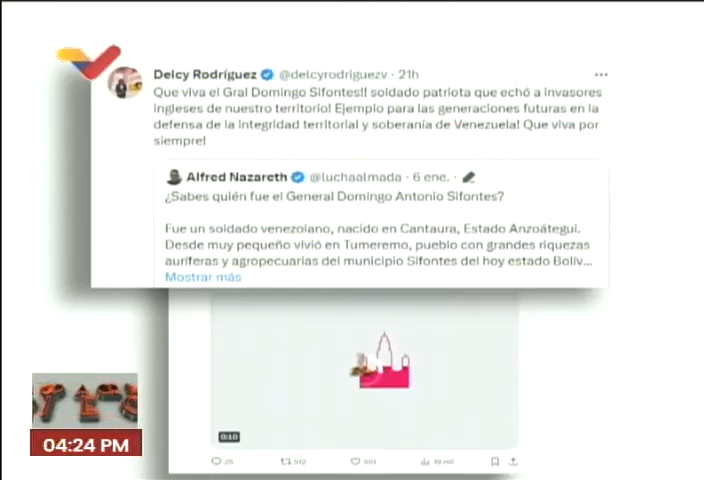 Delcy Rodríguez @delcyrodriguezv · 21h
Que viva el Gral Domingo Sifontes!! soldado patriota que echó a invasores
ingleses de nuestro territorio! Ejemplo para las generaciones futuras en la
defensa de la integridad territorial y soberanía de Venezuela! Que viva por
siempre!
Alfred Nazareth @luchaalmada · 6 ene. ·
¿Sabes quién fue el General Domingo Antonio Sifontes?
Fue un soldado venezolano, nacido en Cantaura, Estado Anzoátegui.
Desde muy pequeño vivió en Tumeremo, pueblo con grandes riquezas
auríferas y agropecuarias del municipio Sifontes del hoy estado Bolív...
Mostrar más
0:10
04:24 PM